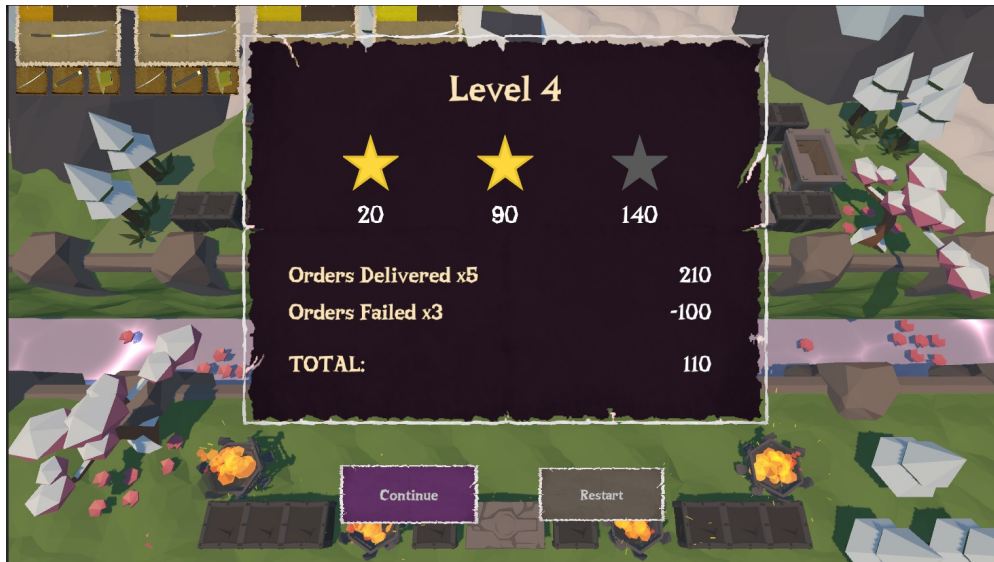 Level 4
20 90 140
Orders Delivered x5 210
Orders Failed x3 -100
TOTAL: 110
Continue Restart